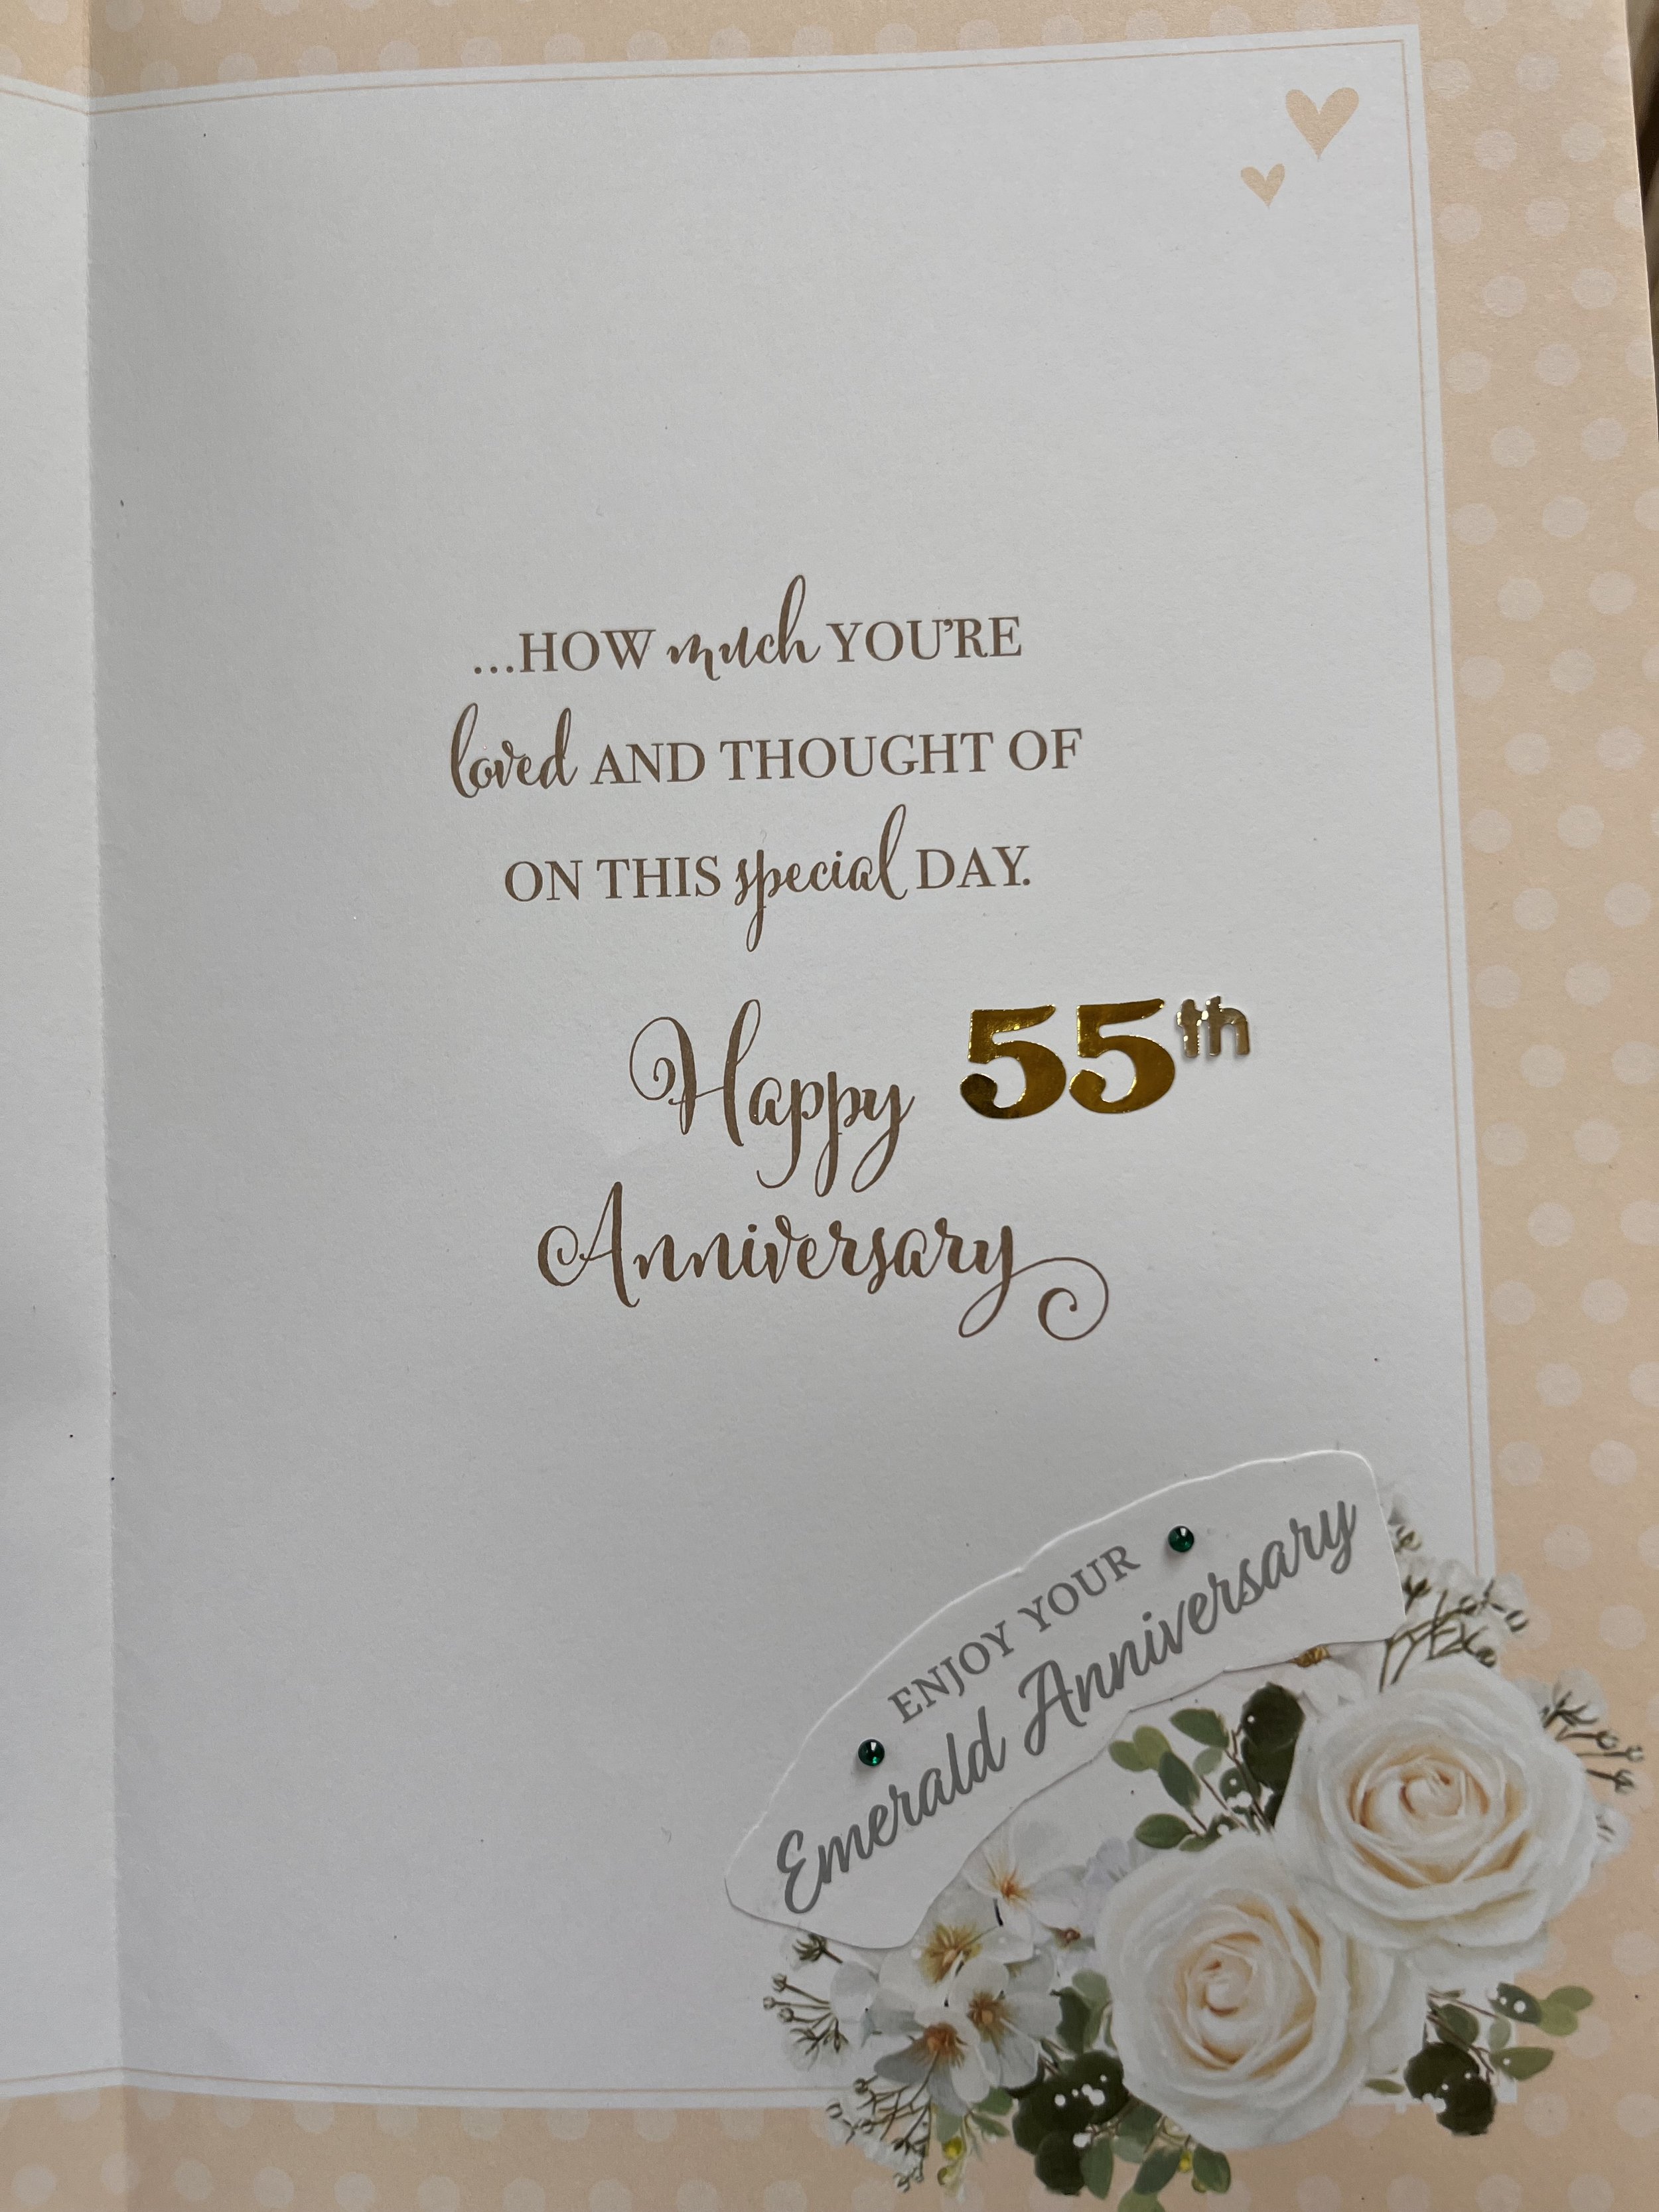 ...HOW much YOU'RE
loved AND THOUGHT OF
ON THIS special DAY.
Happy 55th
Anniversary
ENJOY YOUR
Emerald Anniversary